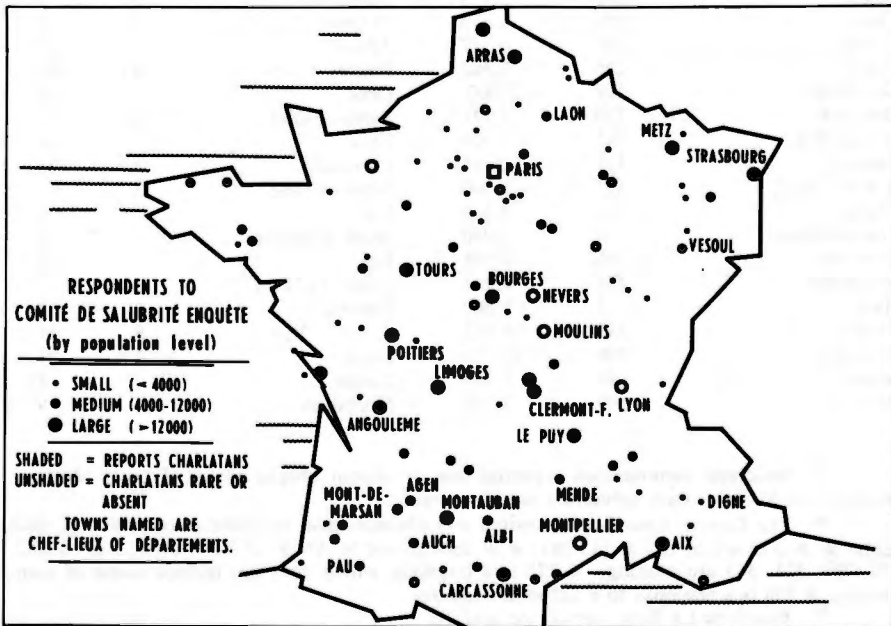 ARRAS
LAON
METZ
STRASBOURG
PARIS
VESOUL
TOURS
BOURGES
NEVERS
MOULINS
POITIERS
LIMOGES
CLERMONT-F.
LYON
ANGOULEME
LE PUY
AGEN
MONT-DE-
MARSAN
MONTAUBAN
MENDE
DIGNE
ALBI
MONTPELLIER
AUCH
AIX
PAU
CARCASSONNE
RESPONDENTS TO
COMITÉ DE SALUBRITÉ ENQUÊTE
(by population level)
SMALL (< 4000)
MEDIUM (4000-12000)
LARGE (>12000)
SHADED = REPORTS CHARLATANS
UNSHADED = CHARLATANS RARE OR
ABSENT
TOWNS NAMED ARE
CHEF-LIEUX OF DÉPARTEMENTS.